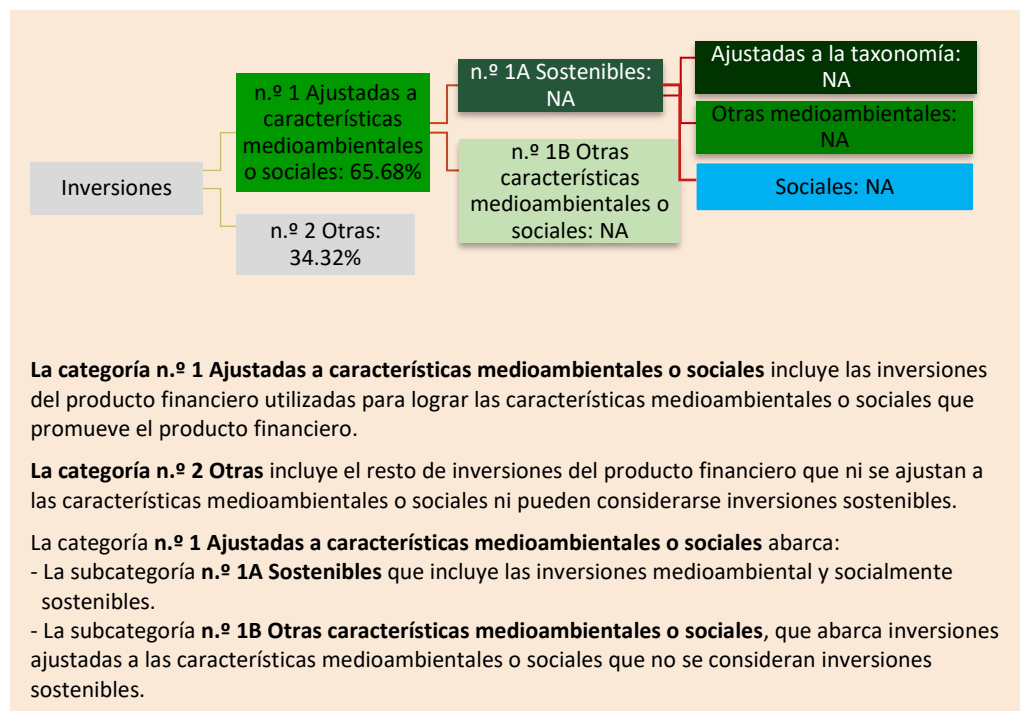 Inversiones
n.º 1 Ajustadas a
características
medioambientales
o sociales: 65.68%
n.º 2 Otras:
34.32%
n.º 1A Sostenibles:
NA
n.º 1B Otras
características
medioambientales o
sociales: NA
Ajustadas a la taxonomía:
NA
Otras medioambientales:
NA
Sociales: NA
La categoría n.º 1 Ajustadas a características medioambientales o sociales incluye las inversiones
del producto financiero utilizadas para lograr las características medioambientales o sociales que
promueve el producto financiero.
La categoría n.º 2 Otras incluye el resto de inversiones del producto financiero que ni se ajustan a
las características medioambientales o sociales ni pueden considerarse inversiones sostenibles.
La categoría n.º 1 Ajustadas a características medioambientales o sociales abarca:
- La subcategoría n.º 1A Sostenibles que incluye las inversiones medioambiental y socialmente
sostenibles.
- La subcategoría n.º 1B Otras características medioambientales o sociales, que abarca inversiones
ajustadas a las características medioambientales o sociales que no se consideran inversiones
sostenibles.